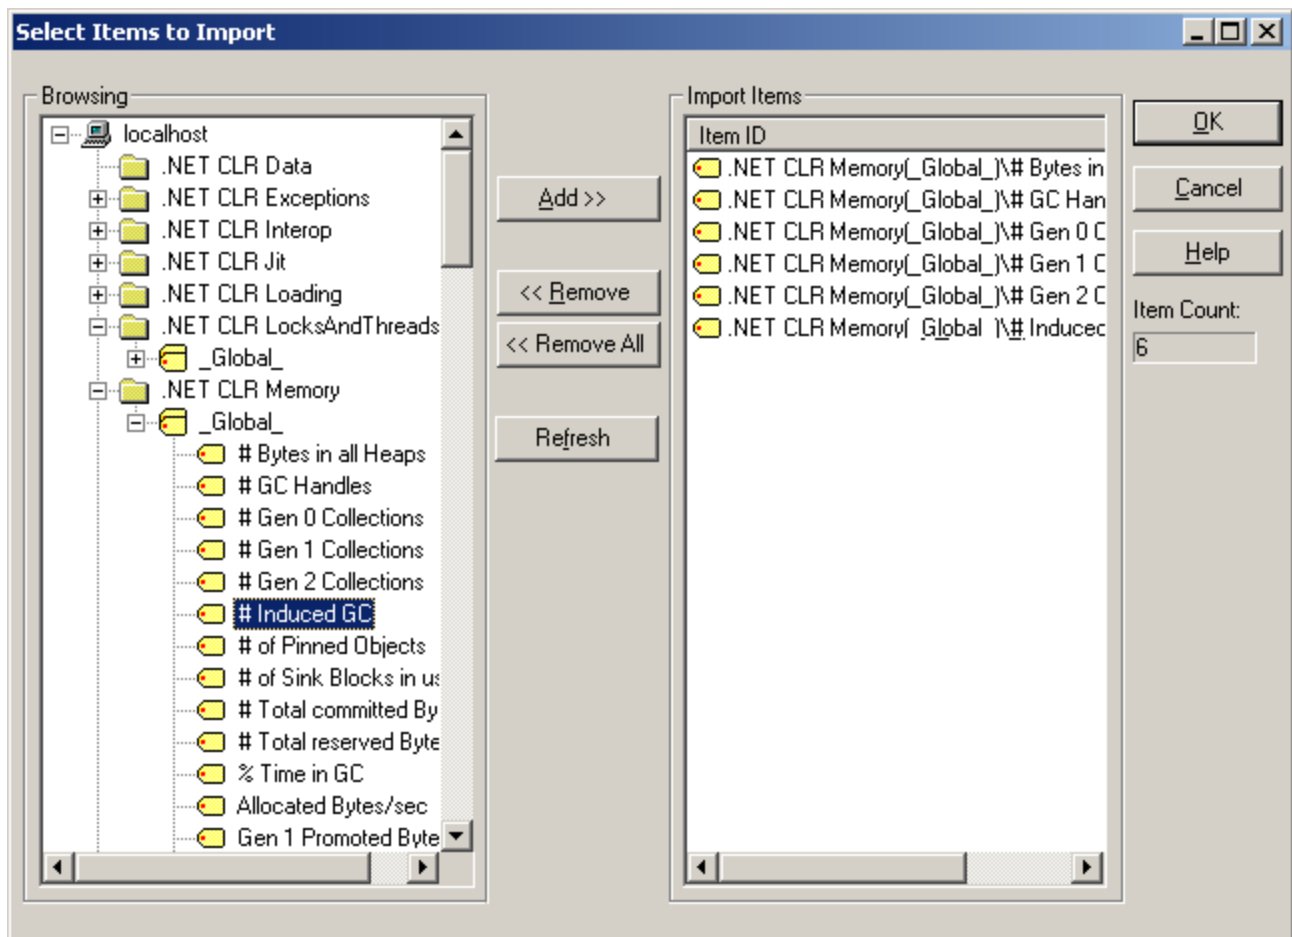 Select Items to Import
Browsing
localhost
.NET CLR Data
.NET CLR Exceptions
.NET CLR Interop
.NET CLR Jit
.NET CLR Loading
.NET CLR LocksAndThreads
_Global_
.NET CLR Memory
_Global_
# Bytes in all Heaps
# GC Handles
# Gen 0 Collections
# Gen 1 Collections
# Gen 2 Collections
# Induced GC
# of Pinned Objects
# of Sink Blocks in us
# Total committed By
# Total reserved Byte
% Time in GC
Allocated Bytes/sec
Gen 1 Promoted Byte
Add >>
<< Remove
<< Remove All
Refresh
Import Items
Item ID
.NET CLR Memory(_Global_)\# Bytes in
.NET CLR Memory(_Global_)\# GC Han
.NET CLR Memory(_Global_)\# Gen 0 C
.NET CLR Memory(_Global_)\# Gen 1 C
.NET CLR Memory(_Global_)\# Gen 2 C
.NET CLR Memory(_Global_)\# Induced
OK
Cancel
Help
Item Count:
6